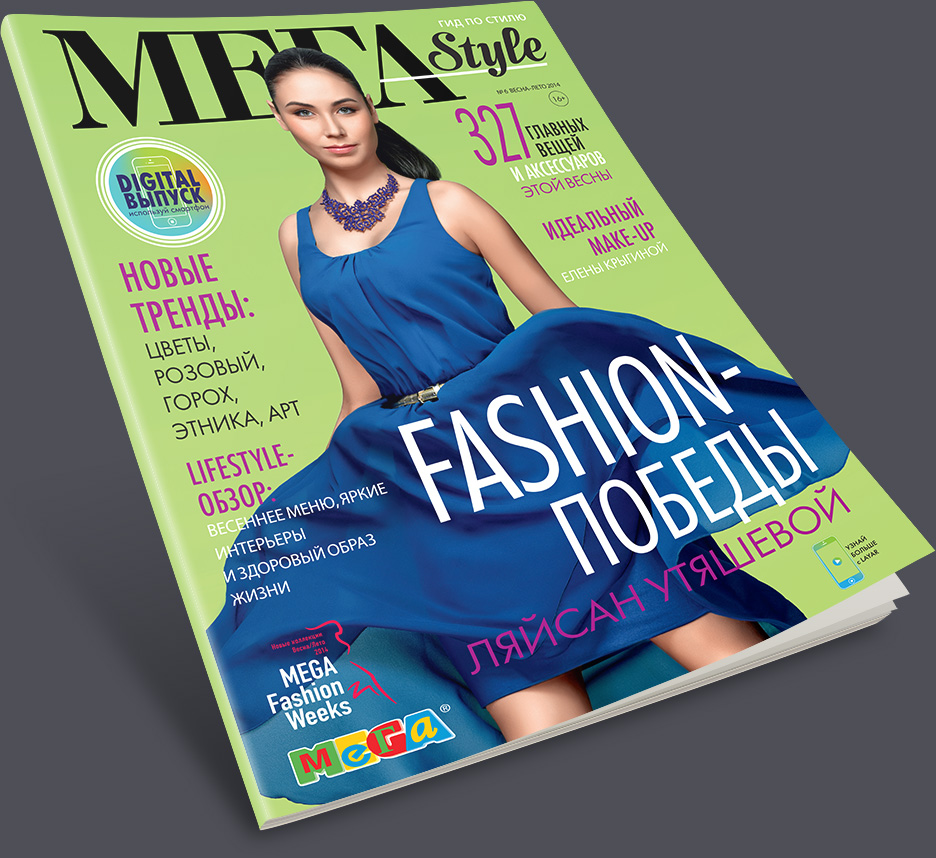 ГИД ПО СТИЛЮ
МЕГА Style
№ 6 ВЕСНА-ЛЕТО 2014
16+
327 ГЛАВНЫХ
ВЕЩЕЙ
И АКСЕССУАРОВ
ЭТОЙ ВЕСНЫ
DIGITAL
ВЫПУСК
используй смартфон
ИДЕАЛЬНЫЙ
MAKE-UP
ЕЛЕНЫ КРЫГИНОЙ
НОВЫЕ
ТРЕНДЫ:
ЦВЕТЫ,
РОЗОВЫЙ,
ГОРОХ,
ЭТНИКА, АРТ
FASHION-
ПОБЕДЫ
ЛЯЙСАН УТЯШЕВОЙ
LIFESTYLE-
ОБЗОР:
ВЕСЕННЕЕ МЕНЮ, ЯРКИЕ
ИНТЕРЬЕРЫ
И ЗДОРОВЫЙ ОБРАЗ
ЖИЗНИ
УЗНАЙ
БОЛЬШЕ
с LAYAR
Новые коллекции
Весна/Лето
2014
MEGA
Fashion
Weeks
МЕГА®